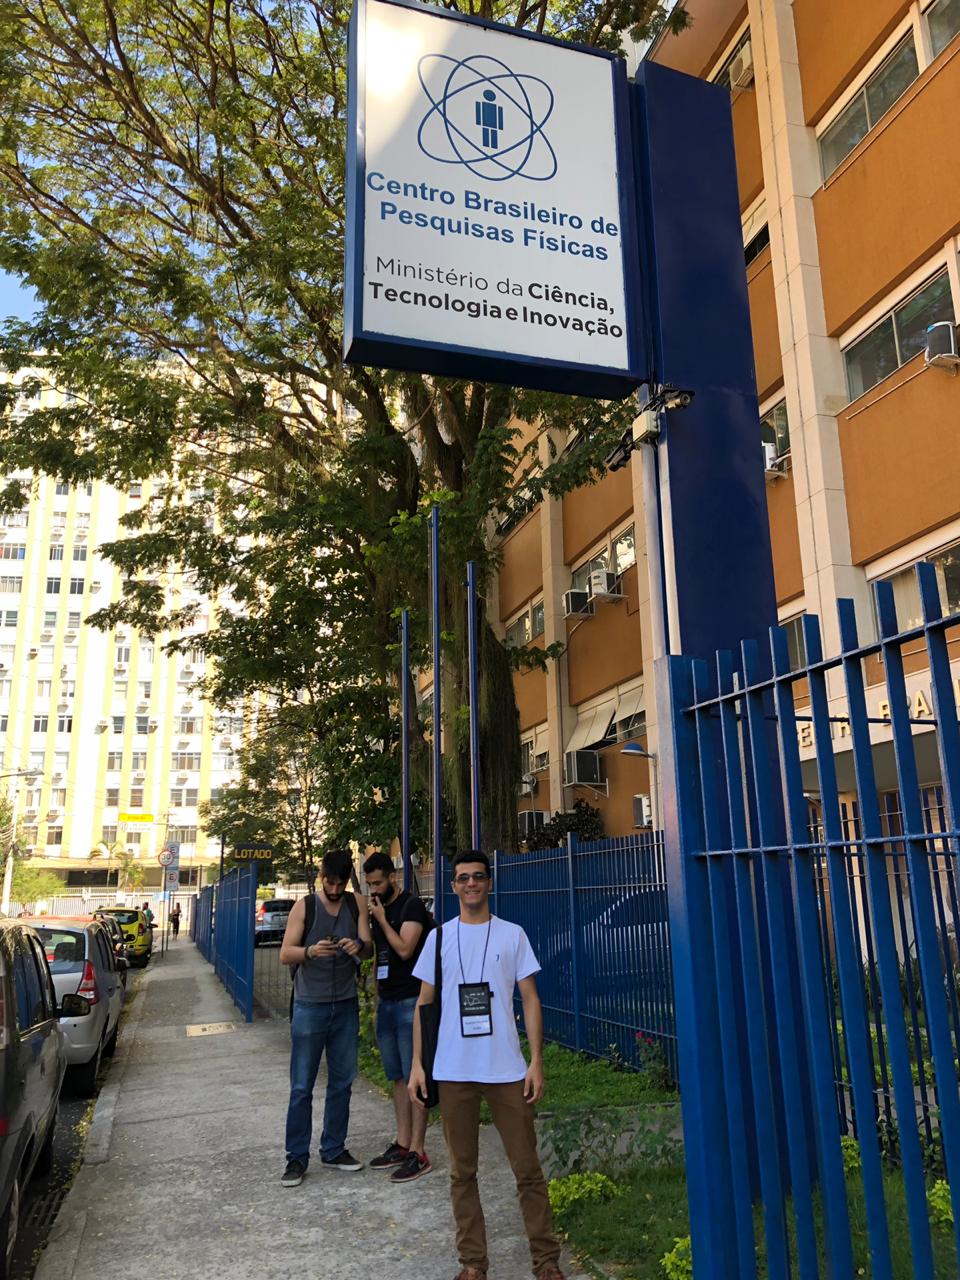 Centro Brasileiro de
Pesquisas Físicas
Ministério da Ciência,
Tecnologia e Inovação
LOTADO